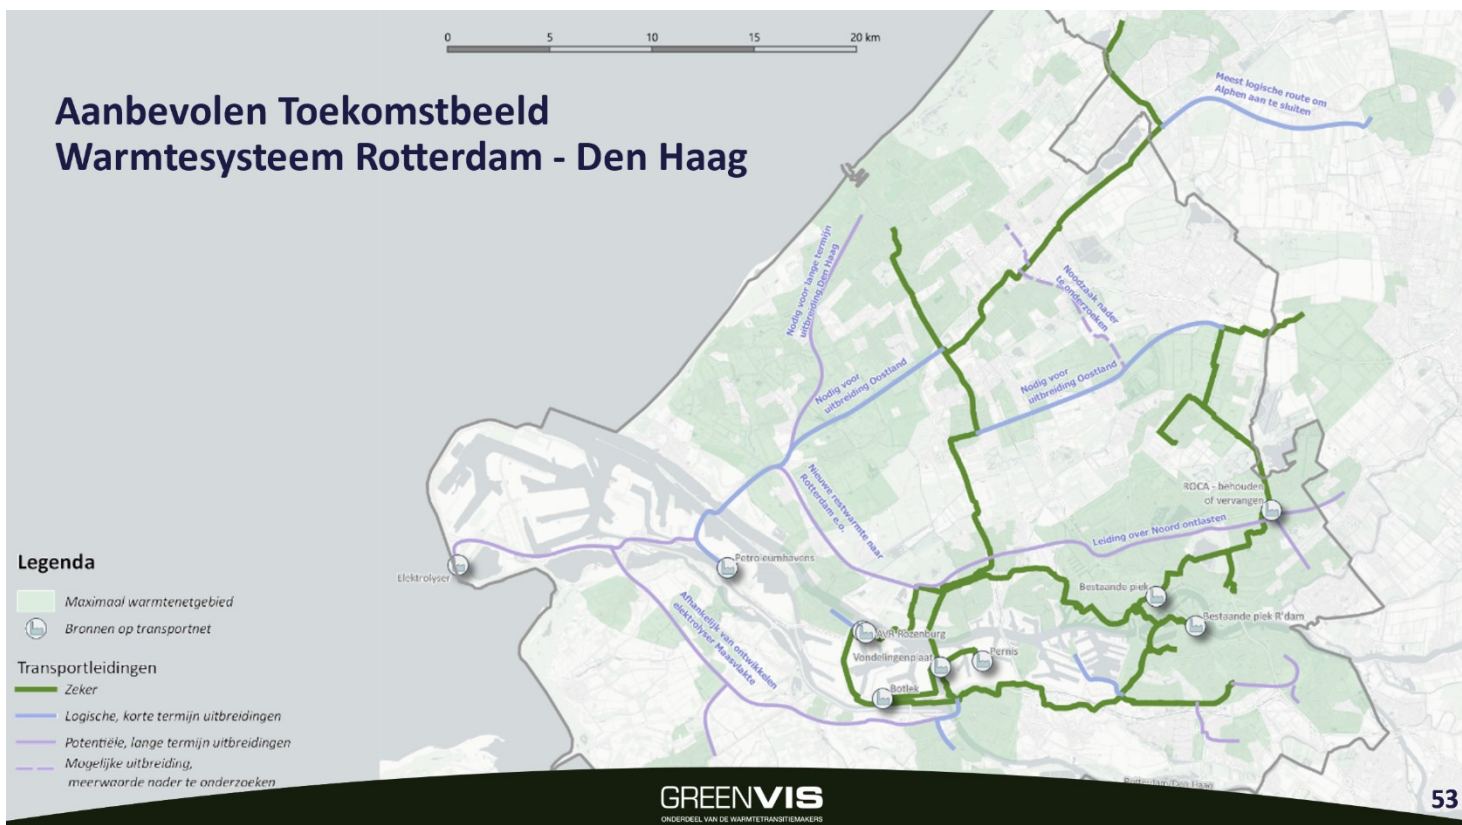 0 5 10 15 20 km
Aanbevolen Toekomstbeeld
Warmtesysteem Rotterdam - Den Haag
Meest logische route om
Alphen aan te sluiten
Nodig voor lange termijn
uitbreiding Den Haag
Noodzaak nader
te onderzoeken
Nodig voor
uitbreiding Oostland
Nodig voor
uitbreiding Oostland
Nieuwe restwarmte naar
Rotterdam e.o.
ROCA - behouden
of vervangen
Leiding over Noord ontlasten
Elektrolyser
Petroleumhavens
Afhankelijk van ontwikkelen
elektrolyser Maasvlakte
Bestaande piek
Bestaande piek R'dam
AVR Rozenburg
Vondelingenplaat
Pernis
Botlek
Legenda
Maximaal warmtenetgebied
Bronnen op transportnet
Transportleidingen
Zeker
Logische, korte termijn uitbreidingen
Potentiële, lange termijn uitbreidingen
Mogelijke uitbreiding,
meerwaarde nader te onderzoeken
Rotterdam/Den Haag
GREENVIS
ONDERDEEL VAN DE WARMTETRANSITIEMAKERS
53